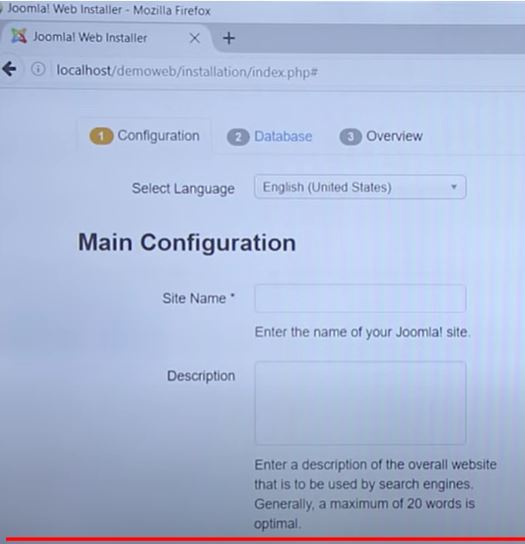 Joomla! Web Installer - Mozilla Firefox
Joomla! Web Installer × +
localhost/demoweb/installation/index.php#
1 Configuration 2 Database 3 Overview
Select Language English (United States)
Main Configuration
Site Name *
Enter the name of your Joomla! site.
Description
Enter a description of the overall website
that is to be used by search engines.
Generally, a maximum of 20 words is
optimal.